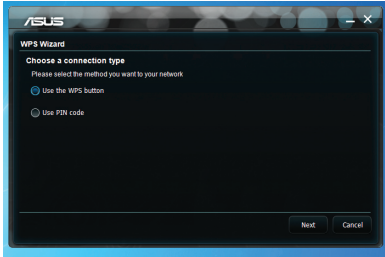 ASUS
WPS Wizard
Choose a connection type
Please select the method you want to your network
Use the WPS button
Use PIN code
Next Cancel